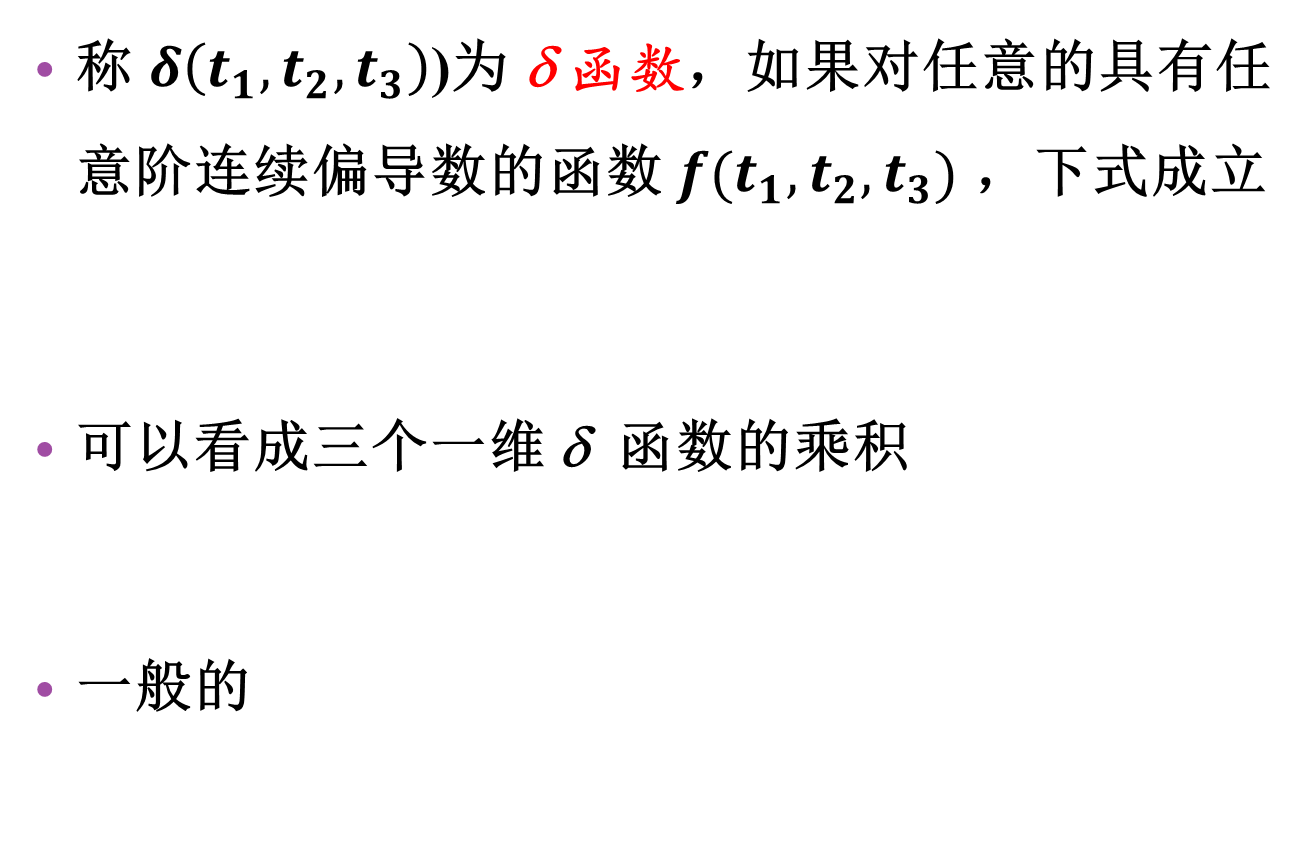 • 称 δ(t₁,t₂,t₃))为 δ 函数，如果对任意的具有任
意阶连续偏导数的函数 f(t₁,t₂,t₃) ，下式成立
• 可以看成三个一维 δ 函数的乘积
• 一般的